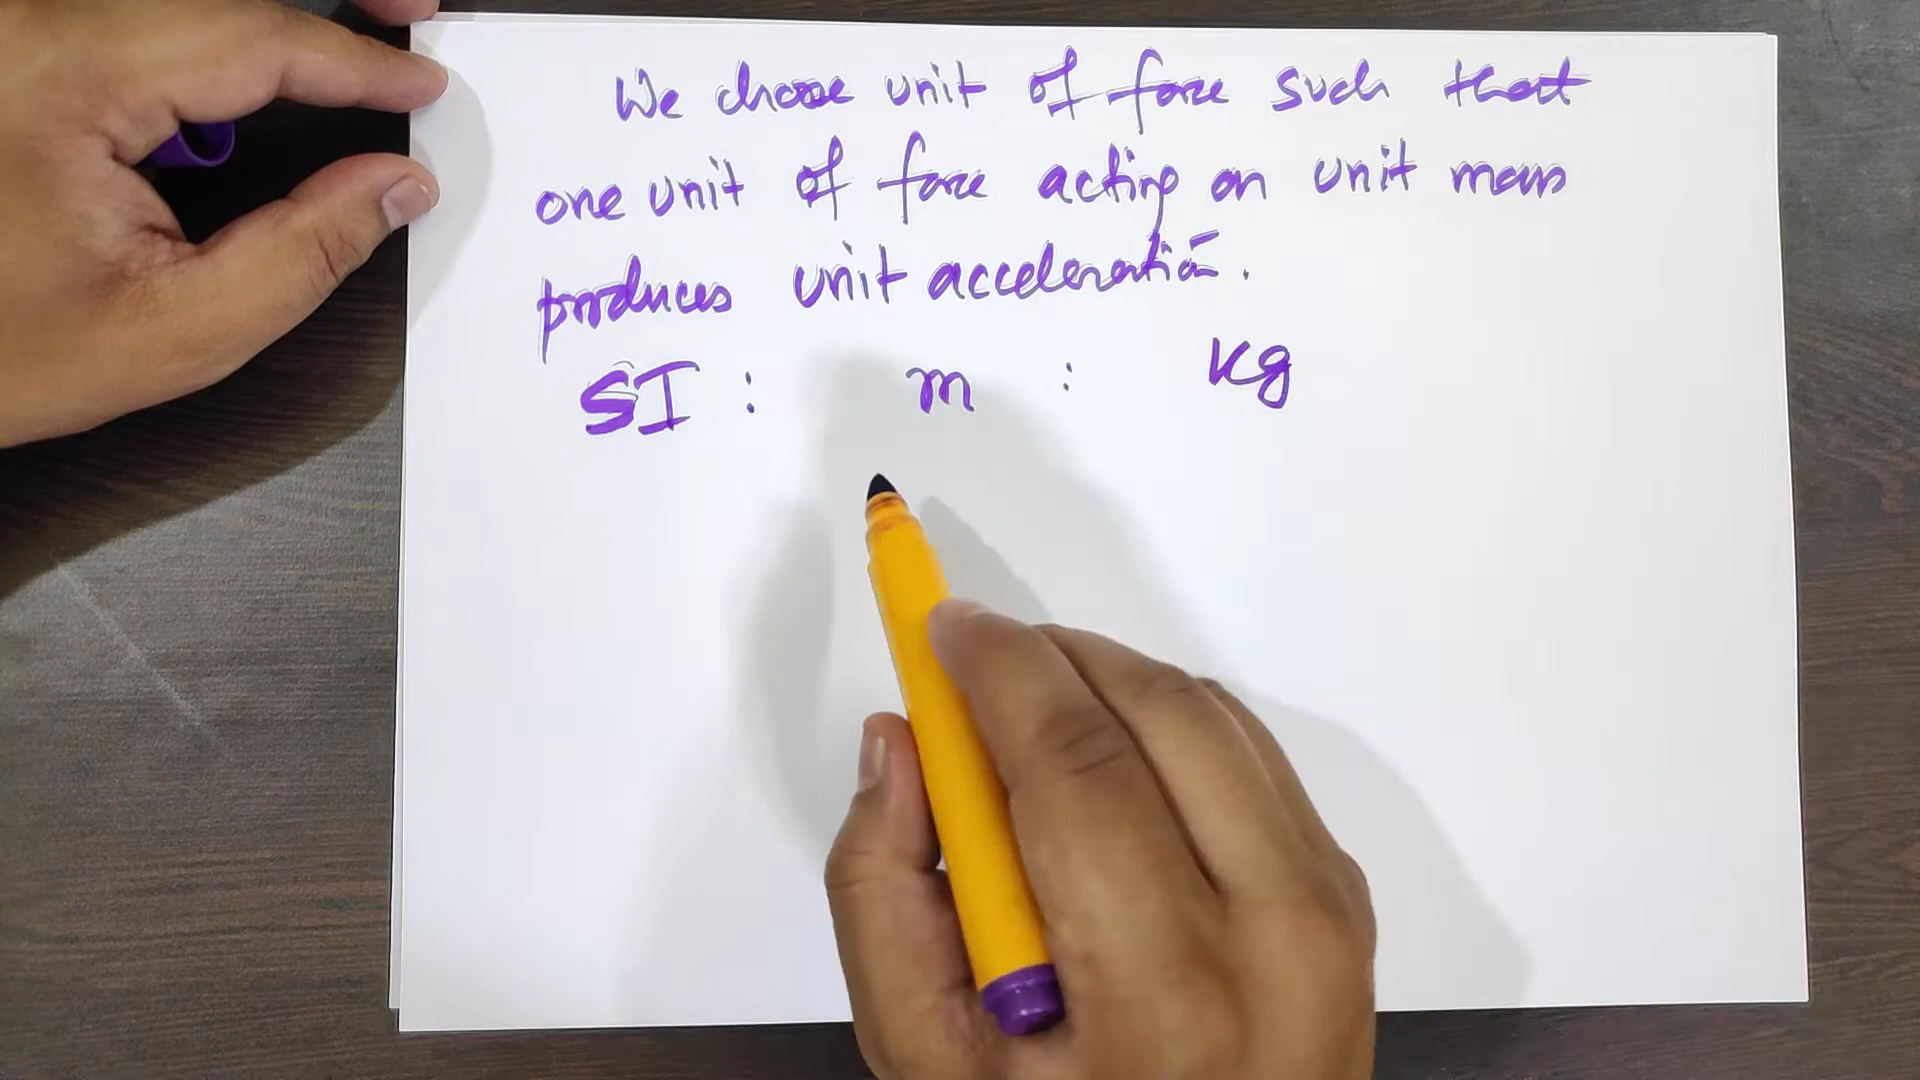 We choose unit of force such that
one unit of force acting on unit mass
produces unit acceleration.
SI : m : Kg